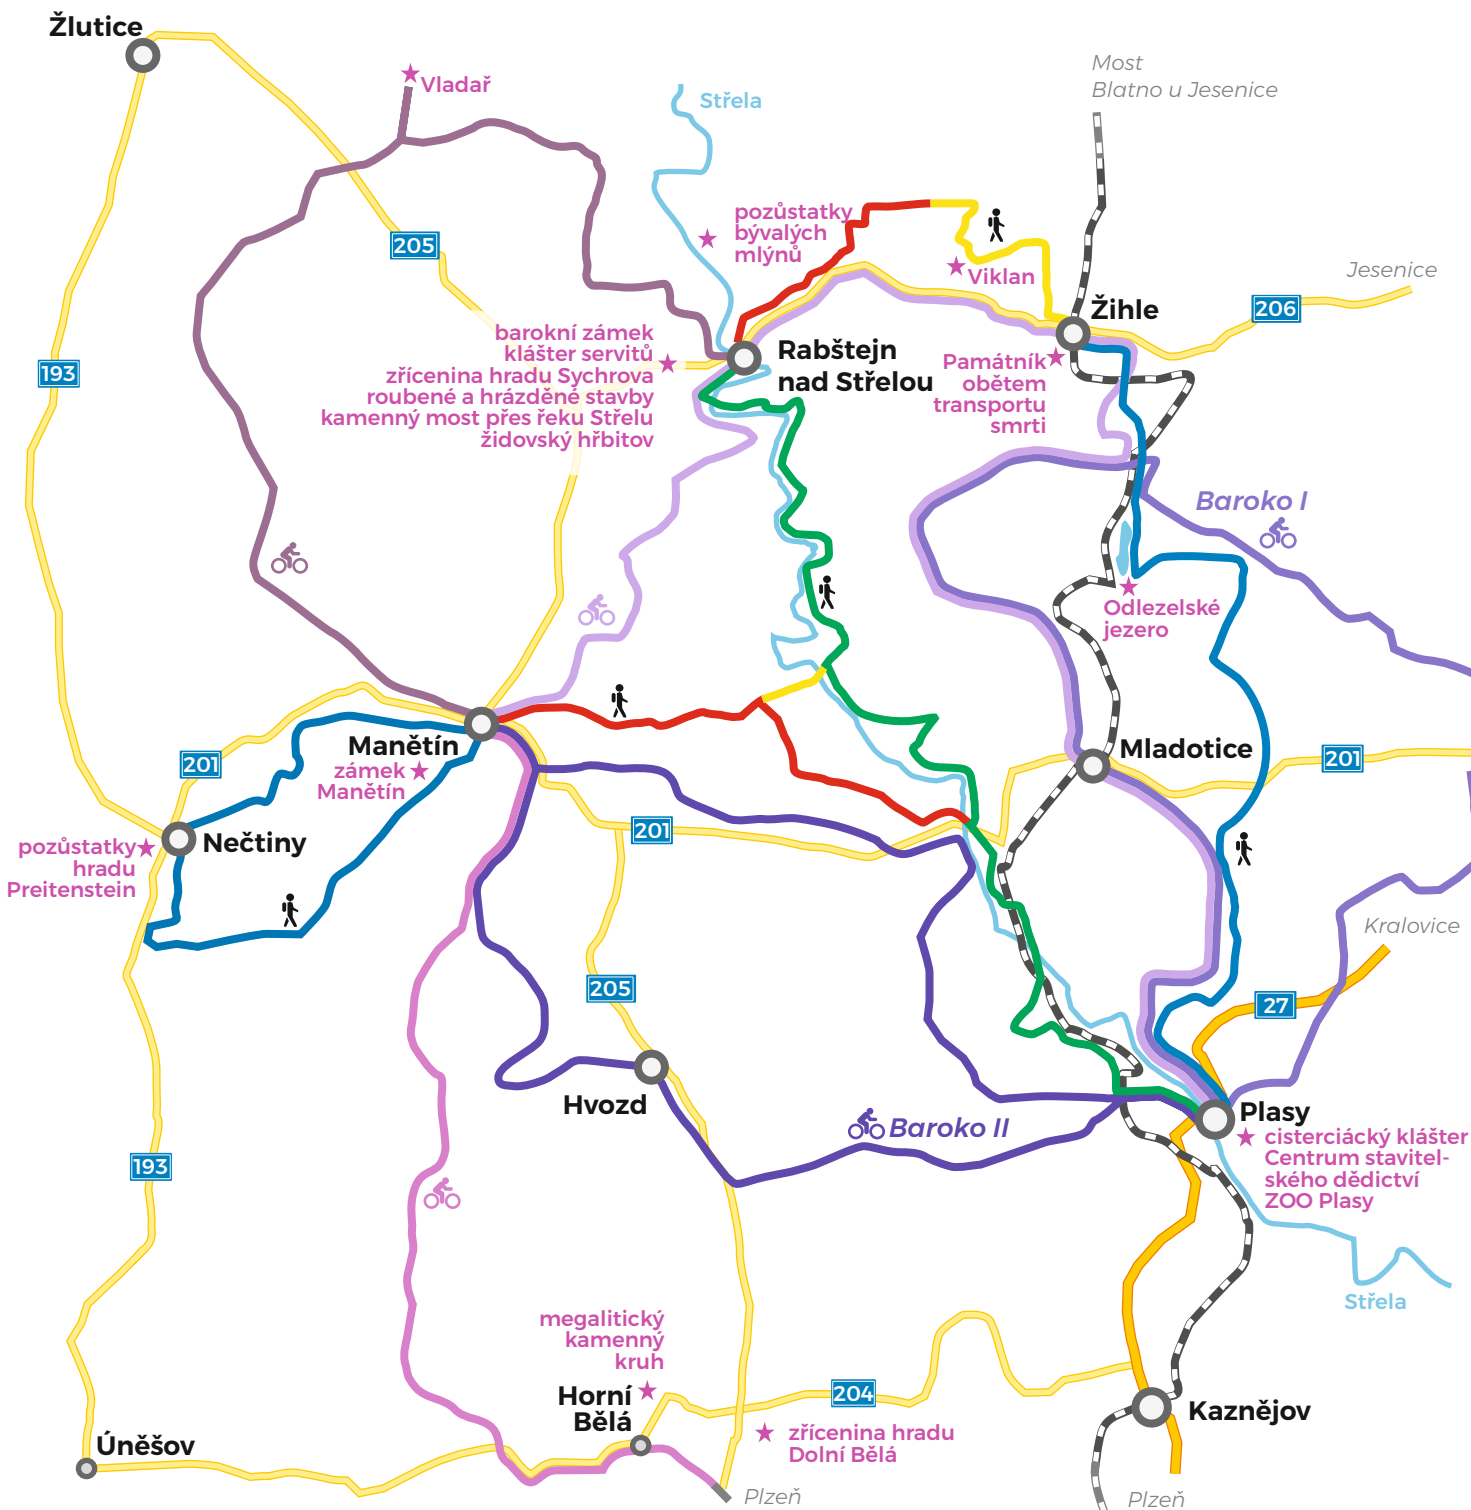 Žlutice
Vladař
Střela
Most
Blatno u Jesenice
pozůstatky
bývalých
mlýnů
205
Viklan
Jesenice
Žihle
206
193
barokní zámek
klášter servitů
zřícenina hradu Sychrova
roubené a hrázděné stavby
kamenný most přes řeku Střelu
židovský hřbitov
Rabštejn
nad Střelou
Památník
obětem
transportu
smrti
Baroko I
Odlezelské
jezero
Manětín
zámek
Manětín
201
Mladotice
201
201
Nečtiny
pozůstatky
hradu
Preitenstein
Kralovice
205
27
Hvozd
Baroko II
Plasy
cisterciácký klášter
Centrum stavitel-
ského dědictví
ZOO Plasy
193
Střela
megalitický
kamenný
kruh
Horní
Bělá
204
zřícenina hradu
Dolní Bělá
Kaznějov
Úněšov
Plzeň
Plzeň